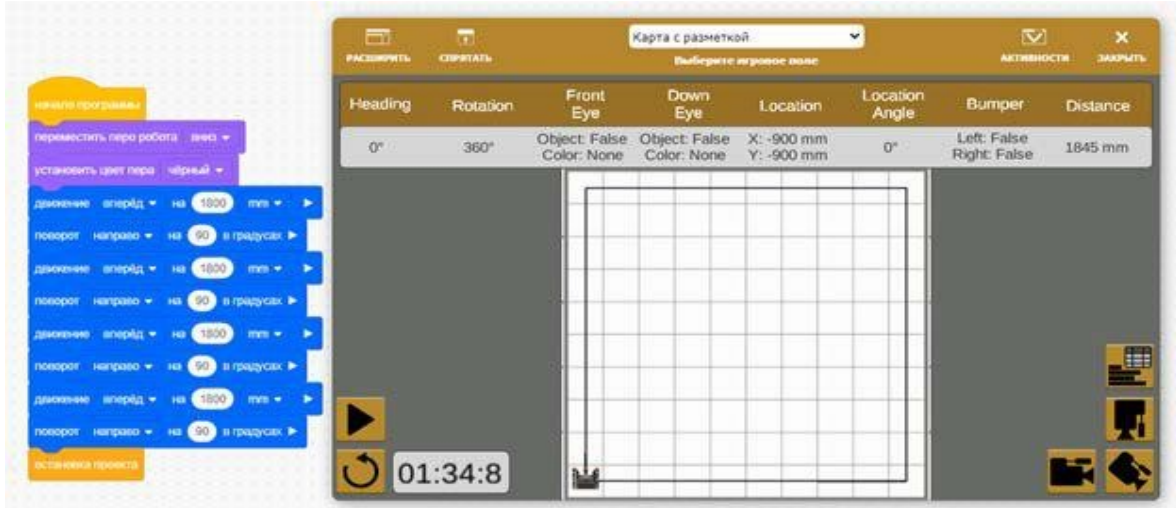 начало программы
переместить перо робота вниз
установить цвет пера чёрный
движение вперёд на 1800 mm
поворот направо на 90 в градусах
движение вперёд на 1800 mm
поворот направо на 90 в градусах
движение вперёд на 1800 mm
поворот направо на 90 в градусах
движение вперёд на 1800 mm
поворот направо на 90 в градусах
остановка проекта
РАСШИРИТЬ
СПРЯТАТЬ
Карта с разметкой
Выберите игровое поле
АКТИВНОСТИ
ЗАКРЫТЬ
Heading Rotation Front Eye Down Eye Location Location Angle Bumper Distance
0° 360° Object: False Object: False X: -900 mm 0° Left: False 1845 mm
Color: None Color: None Y: -900 mm Right: False
01:34:8